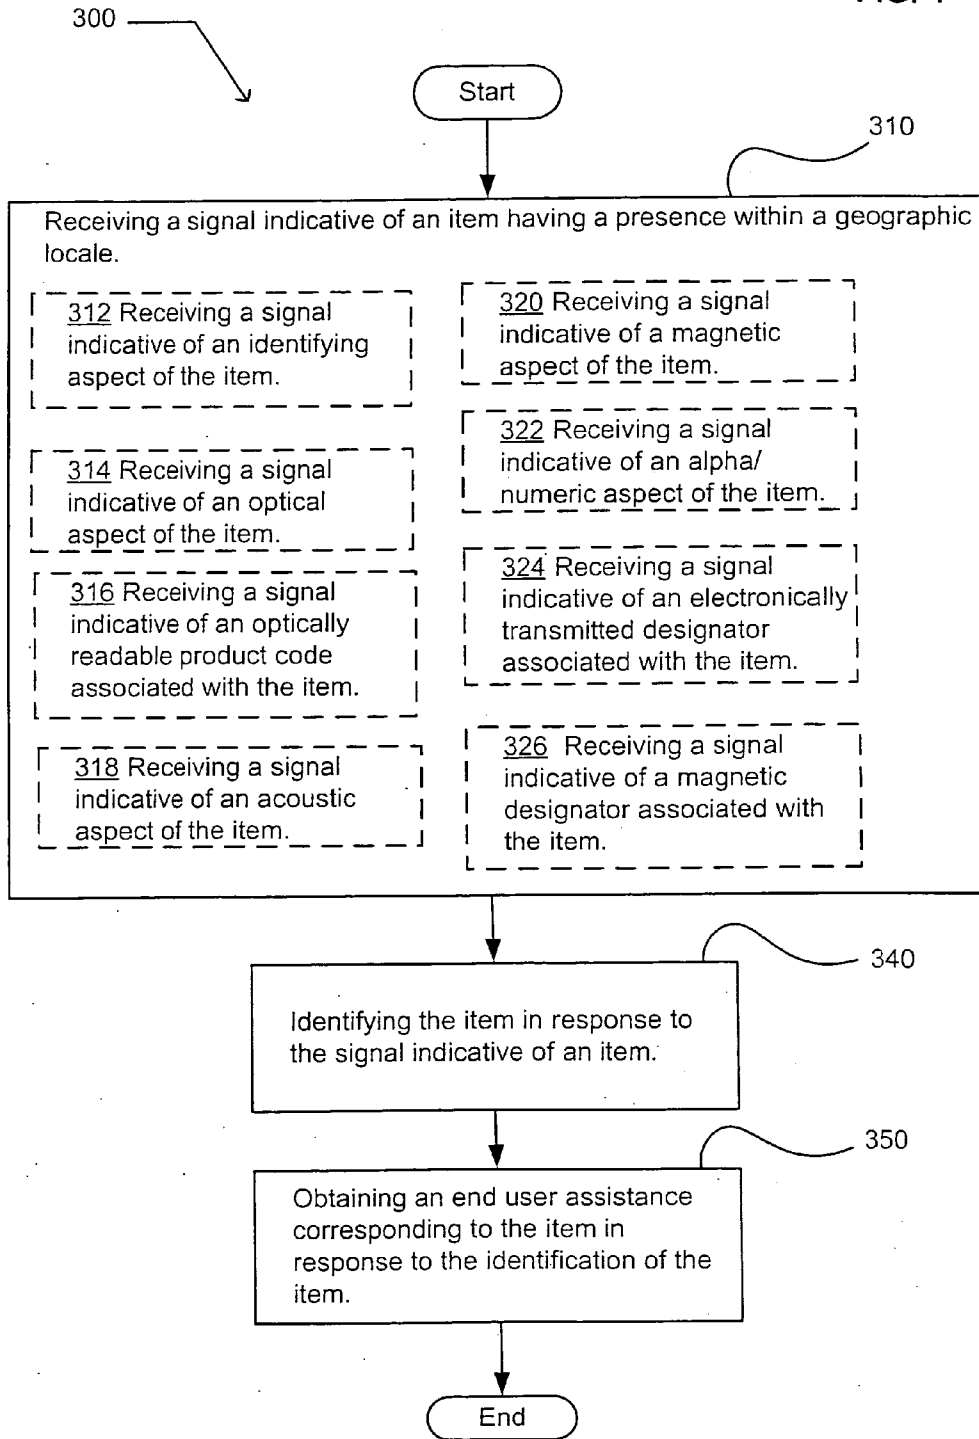 300
Start
310
Receiving a signal indicative of an item having a presence within a geographic
locale.
312 Receiving a signal
indicative of an identifying
aspect of the item.
314 Receiving a signal
indicative of an optical
aspect of the item.
316 Receiving a signal
indicative of an optically
readable product code
associated with the item.
318 Receiving a signal
indicative of an acoustic
aspect of the item.
320 Receiving a signal
indicative of a magnetic
aspect of the item.
322 Receiving a signal
indicative of an alpha/
numeric aspect of the item.
324 Receiving a signal
indicative of an electronically
transmitted designator
associated with the item.
326 Receiving a signal
indicative of a magnetic
designator associated with
the item.
340
Identifying the item in response to
the signal indicative of an item.
350
Obtaining an end user assistance
corresponding to the item in
response to the identification of the
item.
End